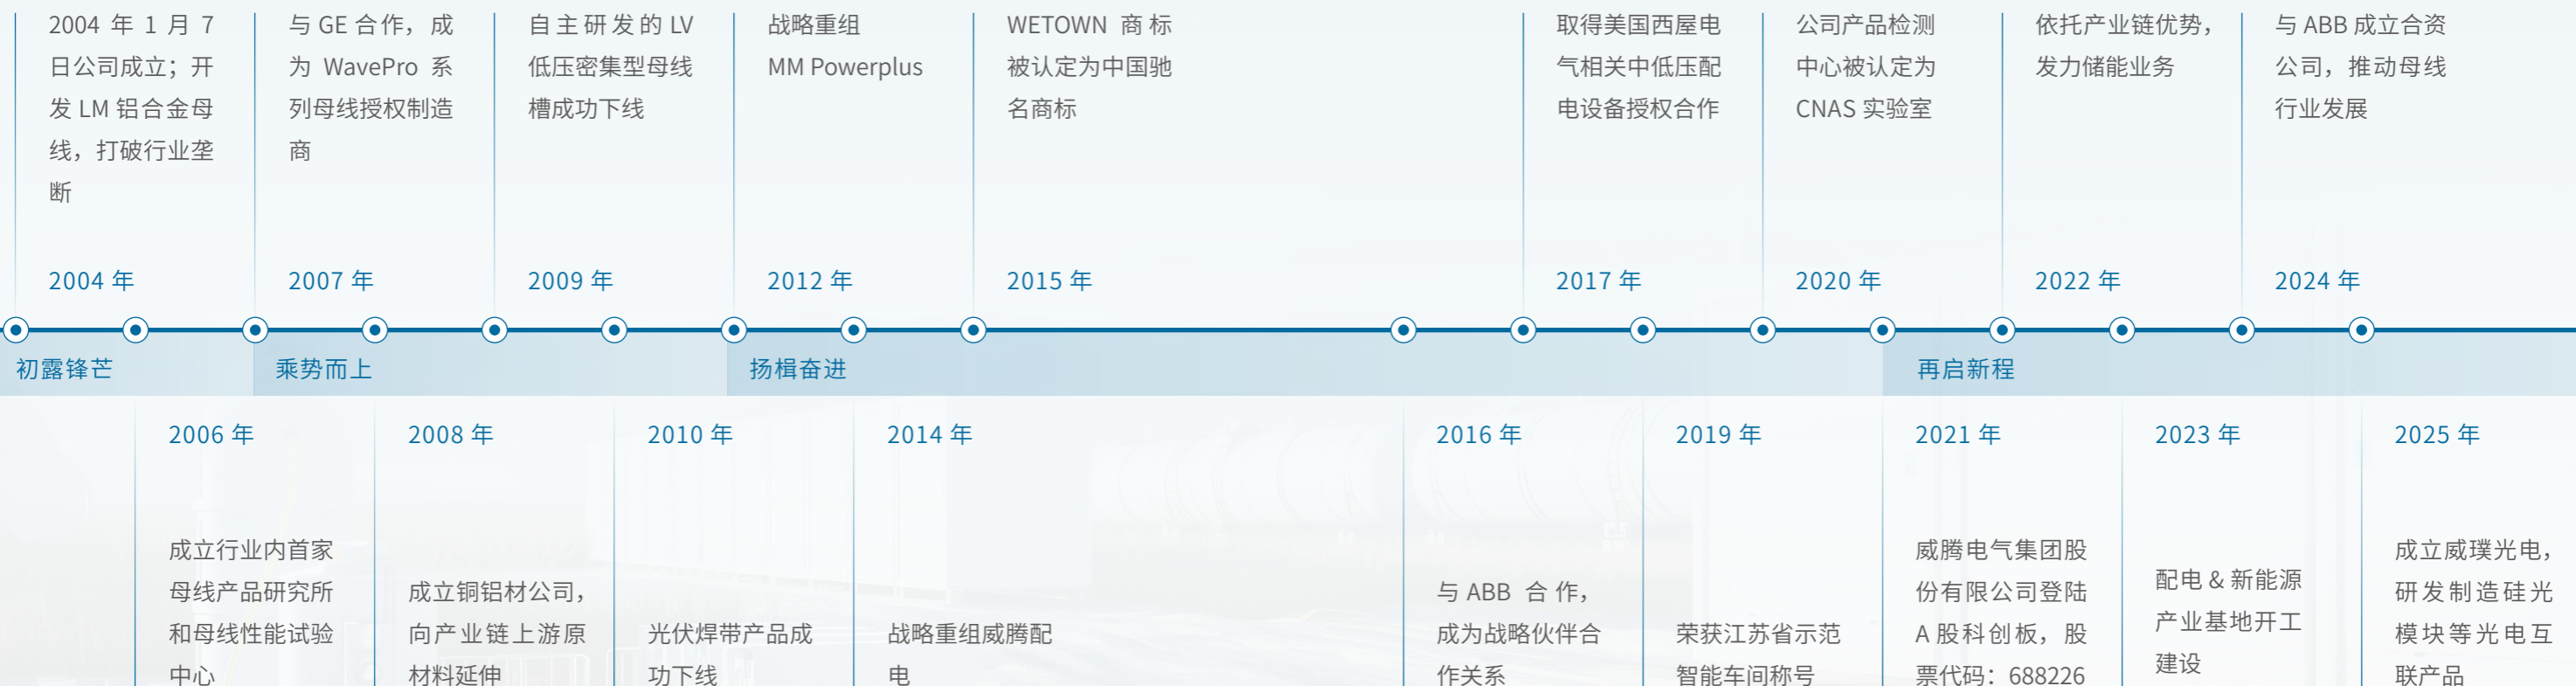 2004 年 1 月 7
日公司成立；开
发 LM 铝合金母
线，打破行业垄
断
2004 年
与 GE 合作，成
为 WavePro 系
列母线授权制造
商
2007 年
自主研发的 LV
低压密集型母线
槽成功下线
2009 年
战略重组
MM Powerplus
2012 年
WETOWN 商标
被认定为中国驰
名商标
2015 年
取得美国西屋电
气相关中低压配
电设备授权合作
2017 年
公司产品检测
中心被认定为
CNAS 实验室
2020 年
依托产业链优势，
发力储能业务
2022 年
与 ABB 成立合资
公司，推动母线
行业发展
2024 年
初露锋芒
乘势而上
扬楫奋进
再启新程
2006 年
成立行业内首家
母线产品研究所
和母线性能试验
中心
2008 年
成立铜铝材公司，
向产业链上游原
材料延伸
2010 年
光伏焊带产品成
功下线
2014 年
战略重组威腾配
电
2016 年
与 ABB 合作，
成为战略伙伴合
作关系
2019 年
荣获江苏省示范
智能车间称号
2021 年
威腾电气集团股
份有限公司登陆
A 股科创板，股
票代码：688226
2023 年
配电 & 新能源
产业基地开工
建设
2025 年
成立威璞光电，
研发制造硅光
模块等光电互
联产品